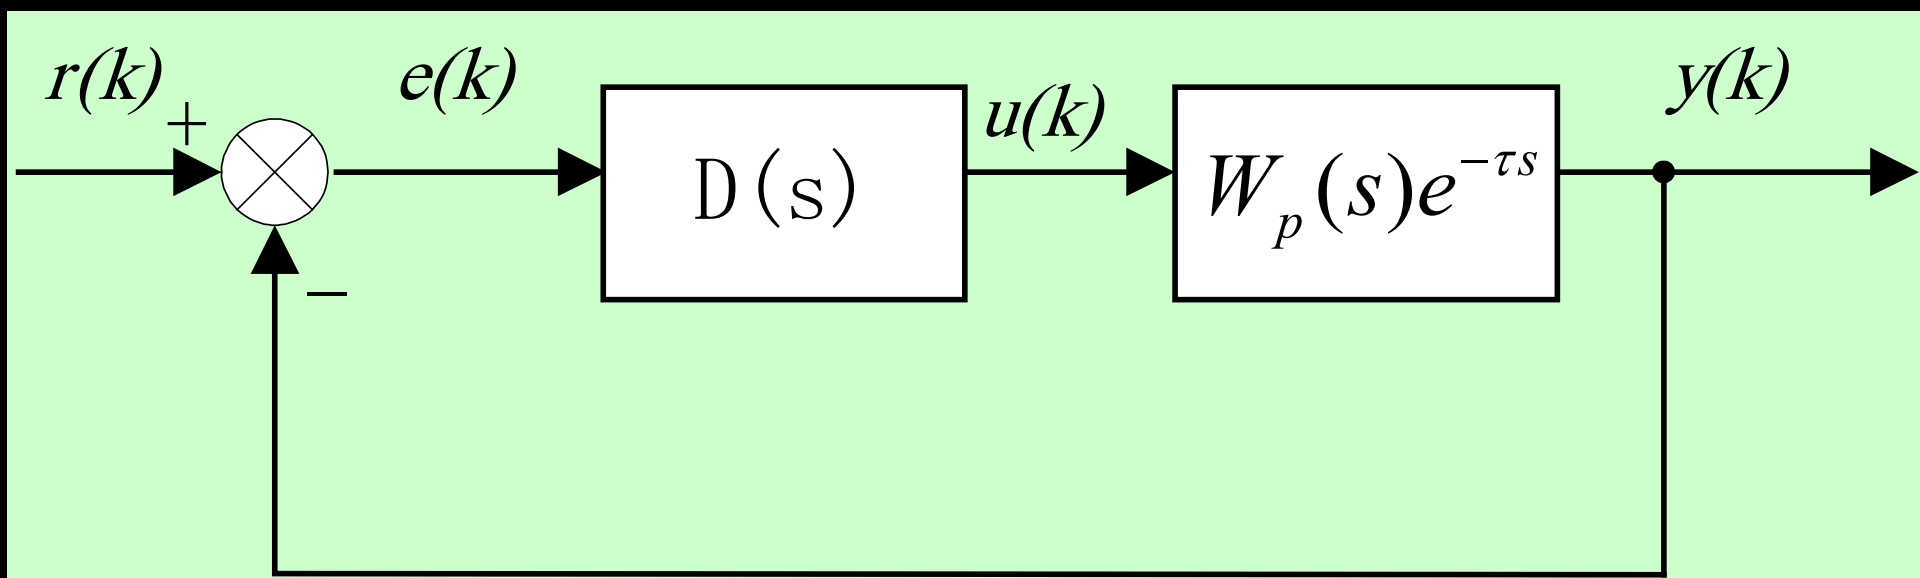 r(k)
+
e(k)
D(s)
u(k)
W_p(s)e^{-τs}
y(k)
−